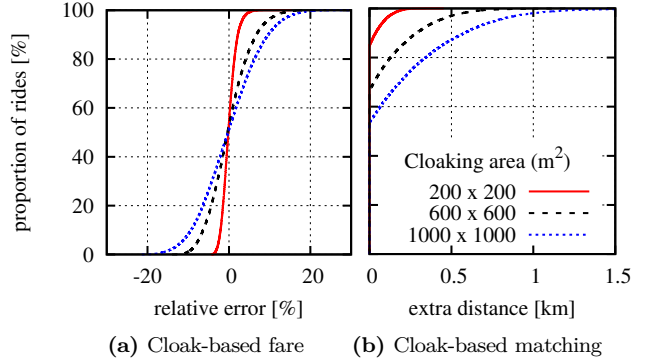 proportion of rides [%]
100
80
60
40
20
0
-20 0 20
relative error [%]
(a) Cloak-based fare
Cloaking area (m²)
200 x 200
600 x 600
1000 x 1000
0 0.5 1 1.5
extra distance [km]
(b) Cloak-based matching